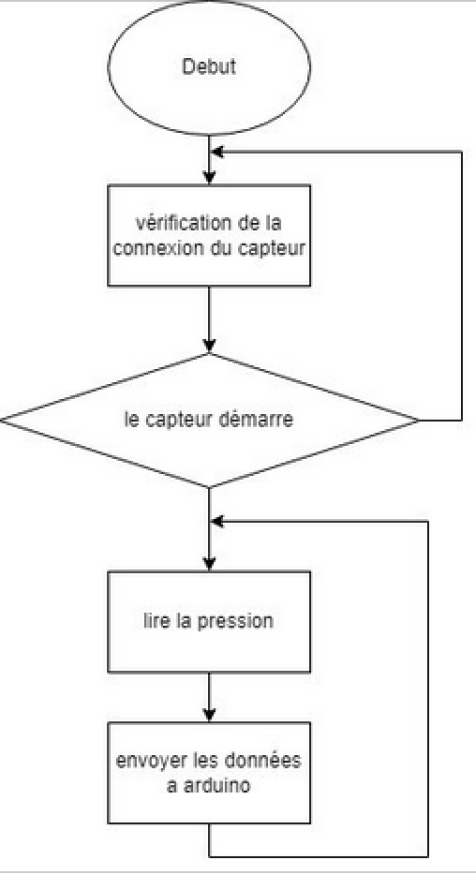 Debut
vérification de la
connexion du capteur
le capteur démarre
lire la pression
envoyer les données
a arduino